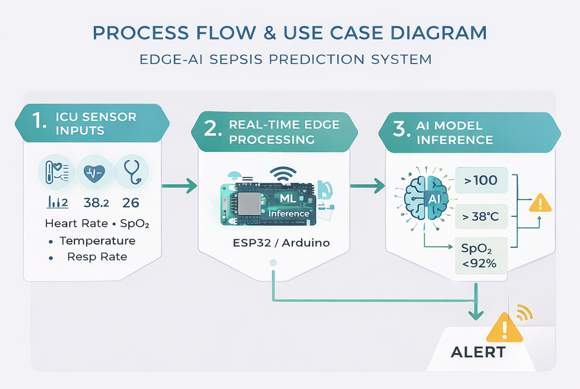 PROCESS FLOW & USE CASE DIAGRAM
EDGE-AI SEPSIS PREDICTION SYSTEM
1. ICU SENSOR
INPUTS
38.2 26
Heart Rate • SpO₂
• Temperature
• Resp Rate
2. REAL-TIME EDGE
PROCESSING
ML
Inference
ESP32 / Arduino
3. AI MODEL
INFERENCE
AI
>100
>38°C
SpO₂
<92%
ALERT